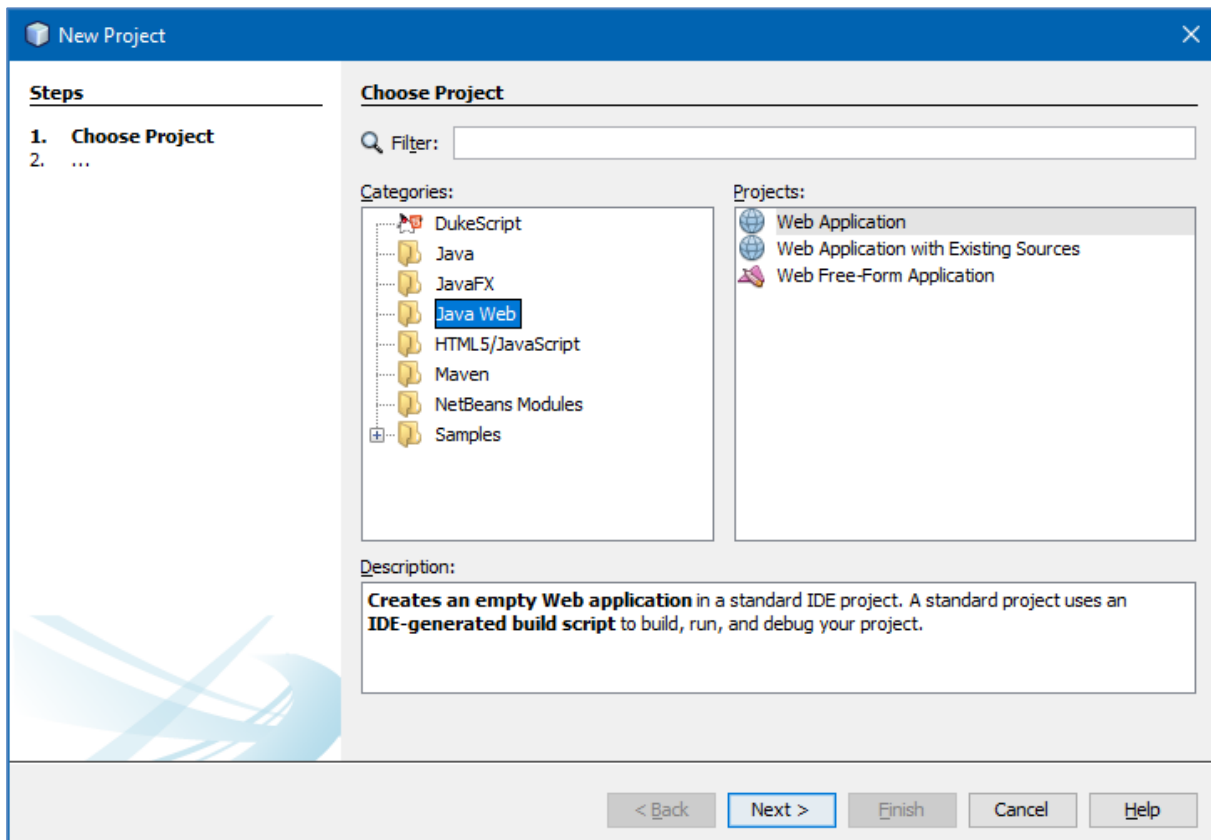 New Project
Steps
1. Choose Project
2. ...
Choose Project
Filter:
Categories:
DukeScript
Java
JavaFX
Java Web
HTML5/JavaScript
Maven
NetBeans Modules
Samples
Projects:
Web Application
Web Application with Existing Sources
Web Free-Form Application
Description:
Creates an empty Web application in a standard IDE project. A standard project uses an
IDE-generated build script to build, run, and debug your project.
< Back
Next >
Finish
Cancel
Help